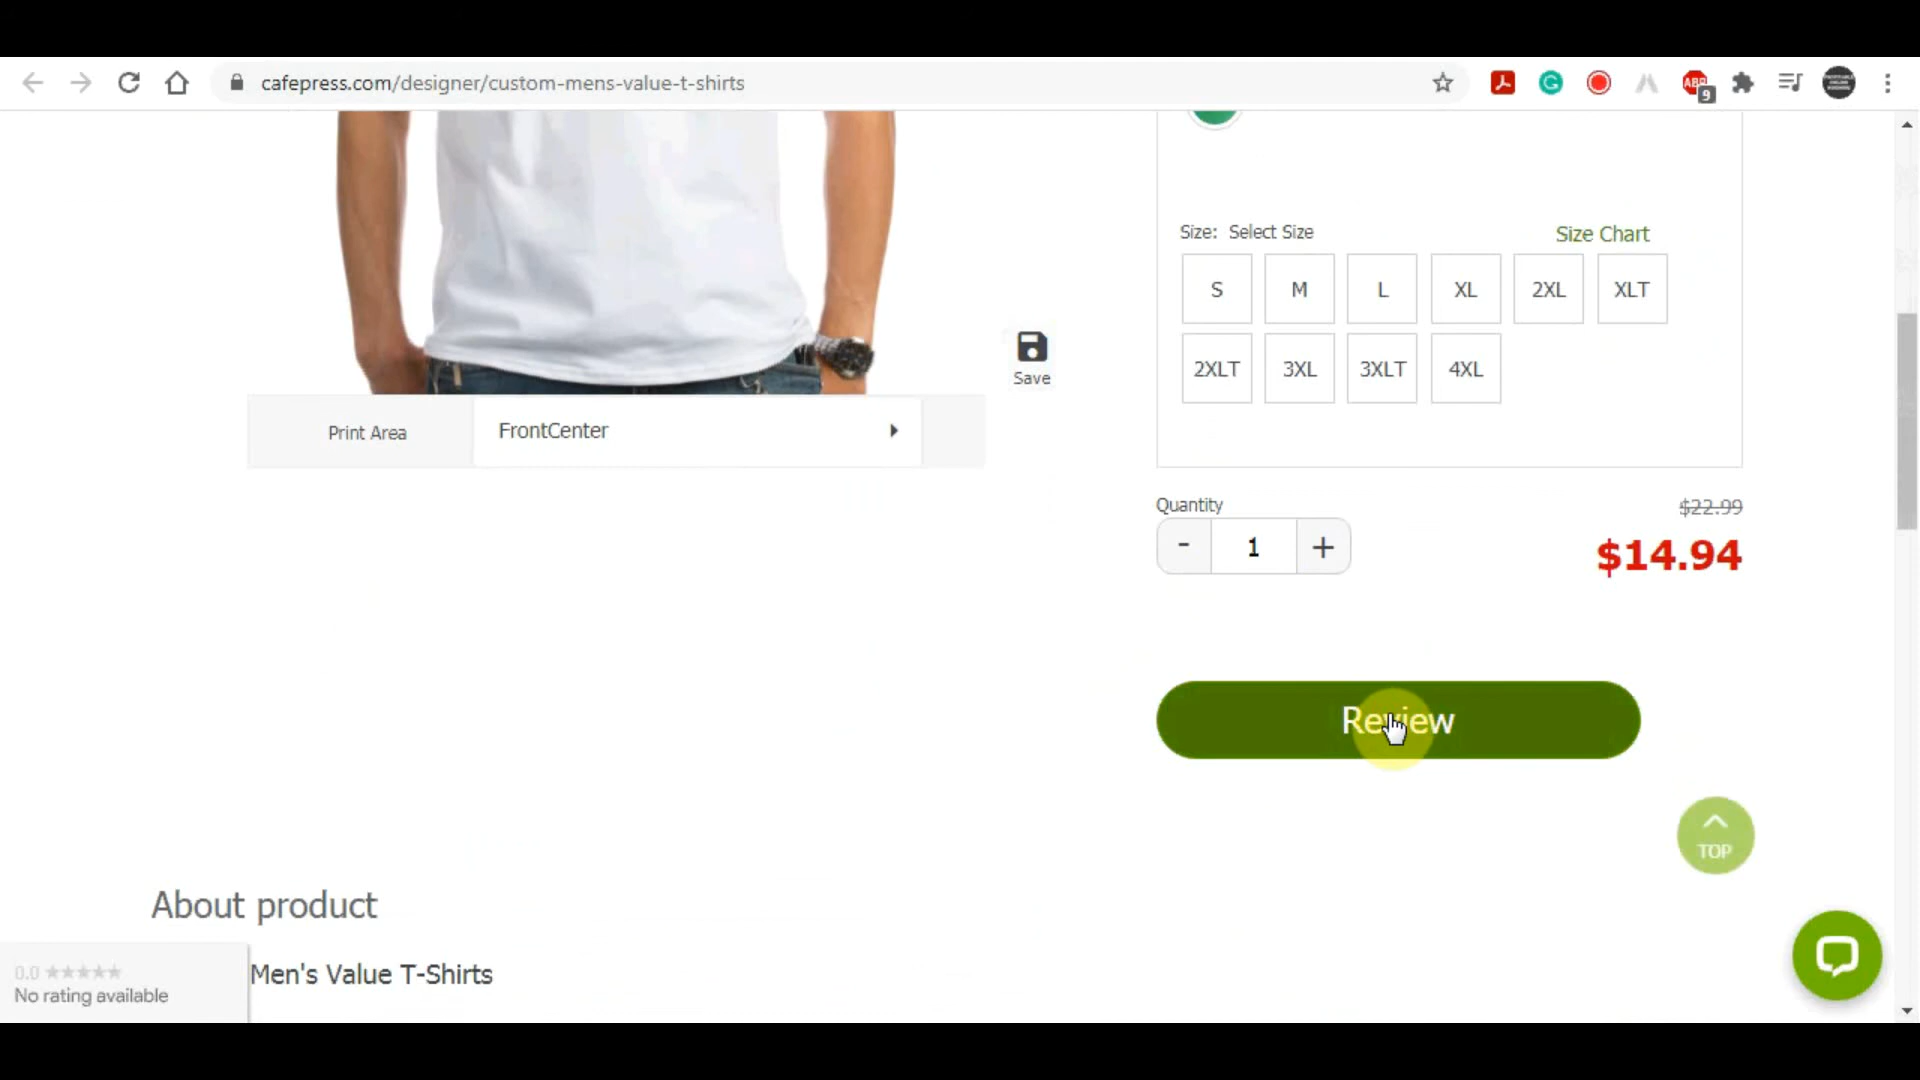 cafepress.com/designer/custom-mens-value-t-shirts
ABP
9
Size: Select Size
Size Chart
S
M
L
XL
2XL
XLT
2XLT
3XL
3XLT
4XL
Save
Print Area
FrontCenter
Quantity
$22.99
- 1 +
$14.94
Review
TOP
About product
0.0
No rating available
Men's Value T-Shirts